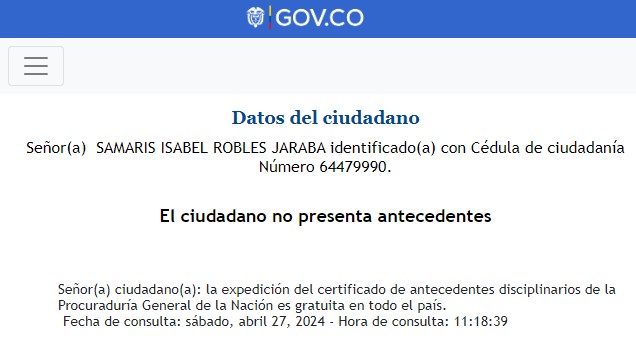 GOV.CO
Datos del ciudadano
Señor(a)  SAMARIS ISABEL ROBLES JARABA identificado(a) con Cédula de ciudadanía
Número 64479990.
El ciudadano no presenta antecedentes
Señor(a) ciudadano(a): la expedición del certificado de antecedentes disciplinarios de la
Procuraduría General de la Nación es gratuita en todo el país.
Fecha de consulta: sábado, abril 27, 2024 - Hora de consulta: 11:18:39